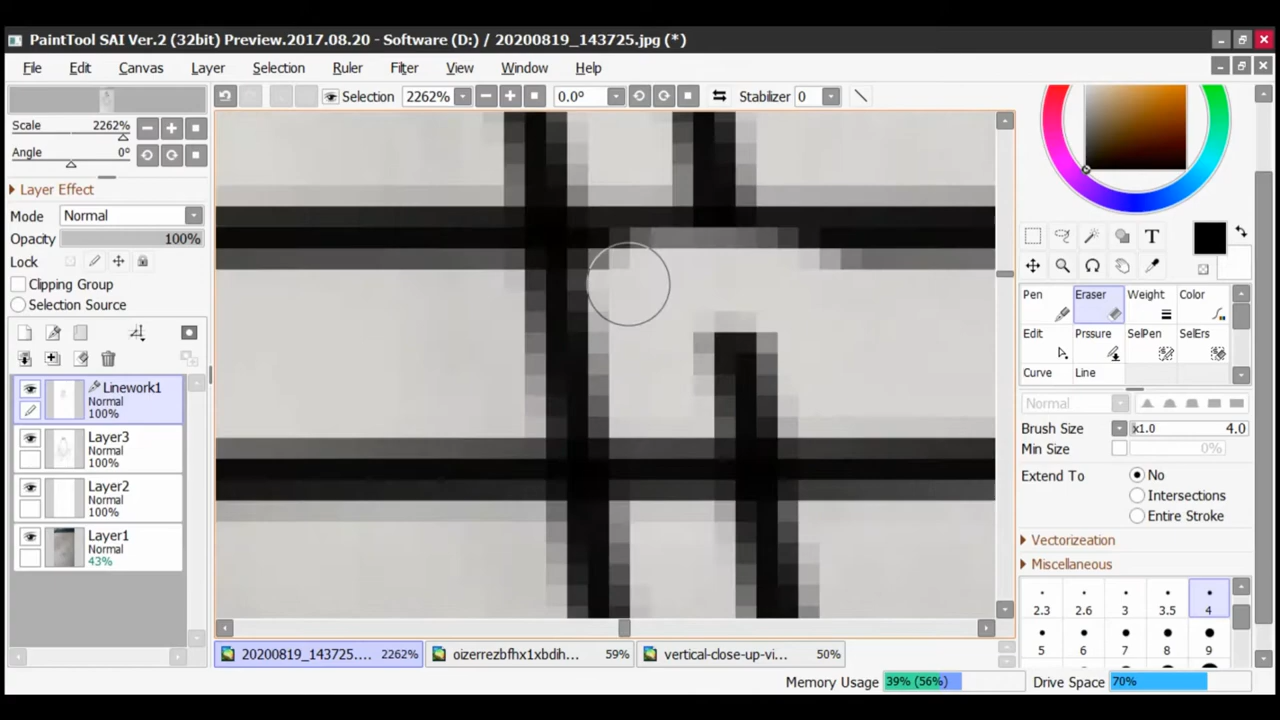 PaintTool SAI Ver.2 (32bit) Preview.2017.08.20 - Software (D:) / 20200819_143725.jpg (*)
File Edit Canvas Layer Selection Ruler Filter View Window Help
Selection 2262% 0.0° Stabilizer 0
Scale 2262%
Angle 0°
Layer Effect
Mode Normal
Opacity 100%
Lock
Clipping Group
Selection Source
Linework1
Normal
100%
Layer3
Normal
100%
Layer2
Normal
100%
Layer1
Normal
43%
T
Pen Eraser Weight Color
Edit Prssure SelPen SelErs
Curve Line
Normal
Brush Size x1.0 4.0
Min Size 0%
Extend To No
Intersections
Entire Stroke
Vectorizeation
Miscellaneous
2.3 2.6 3 3.5 4
5 6 7 8 9
20200819_143725.... 2262% oizerrezbfhx1xbdih... 59% vertical-close-up-vi... 50%
Memory Usage 39% (56%) Drive Space 70%